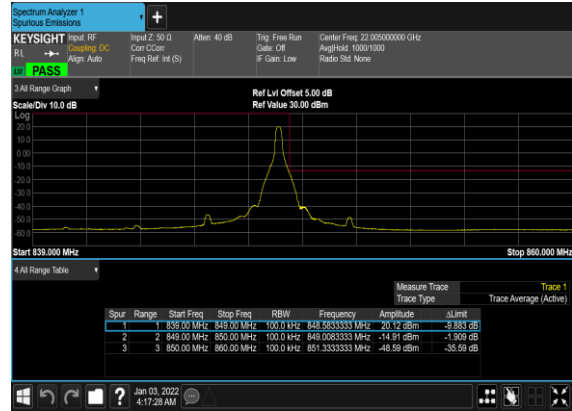 Spectrum Analyzer 1
Spurious Emissions
+
KEYSIGHT Input: RF Input Z: 50 Ω Atten: 40 dB Trig: Free Run Center Freq: 22.005000000 GHz
RL Coupling: DC Corr CCorr Gate: Off Avg|Hold: 1000/1000
Align: Auto Freq Ref: Int (S) IF Gain: Low Radio Std: None
LM PASS
3 All Range Graph
Ref Lvl Offset 5.00 dB
Scale/Div 10.0 dB Ref Value 30.00 dBm
Log
20.0
10.0
0.00
-10.0
-20.0
-30.0
-40.0
-50.0
-60.0
Start 839.000 MHz Stop 860.000 MHz
4 All Range Table
Measure Trace Trace 1
Trace Type Trace Average (Active)
Spur Range Start Freq Stop Freq RBW Frequency Amplitude ΔLimit
1 1 839.00 MHz 849.00 MHz 100.0 kHz 848.5833333 MHz 20.12 dBm -9.883 dB
2 2 849.00 MHz 850.00 MHz 100.0 kHz 849.0083333 MHz -14.91 dBm -1.909 dB
3 3 850.00 MHz 860.00 MHz 100.0 kHz 851.3333333 MHz -48.59 dBm -35.59 dB
? Jan 03, 2022
4:17:28 AM